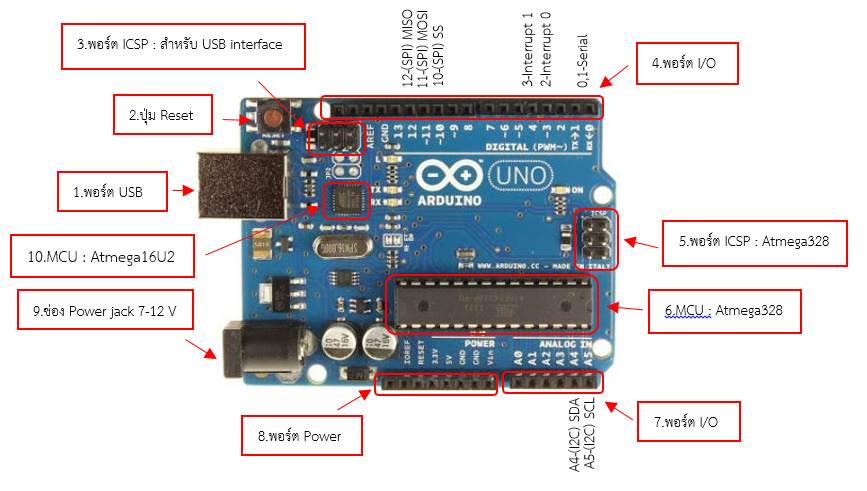 3.พอร์ต ICSP : สำหรับ USB interface
12-(SPI) MISO
11-(SPI) MOSI
10-(SPI) SS
3-Interrupt 1
2-Interrupt 0
0,1-Serial
4.พอร์ต I/O
2.ปุ่ม Reset
1.พอร์ต USB
10.MCU : Atmega16U2
9.ช่อง Power jack 7-12 V
AREF
GND
13
12
~11
~10
~9
8
7
~6
~5
4
~3
2
TX→1
RX←0
DIGITAL (PWM~)
UNO
ARDUINO
TX
RX
ON
ICSP
5.พอร์ต ICSP : Atmega328
WWW.ARDUINO.CC - MADE IN ITALY
6.MCU : Atmega328
POWER
ANALOG IN
IOREF
RESET
3.3V
5V
GND
GND
Vin
A0
A1
A2
A3
A4
A5
8.พอร์ต Power
A4-(I2C) SDA
A5-(I2C) SCL
7.พอร์ต I/O